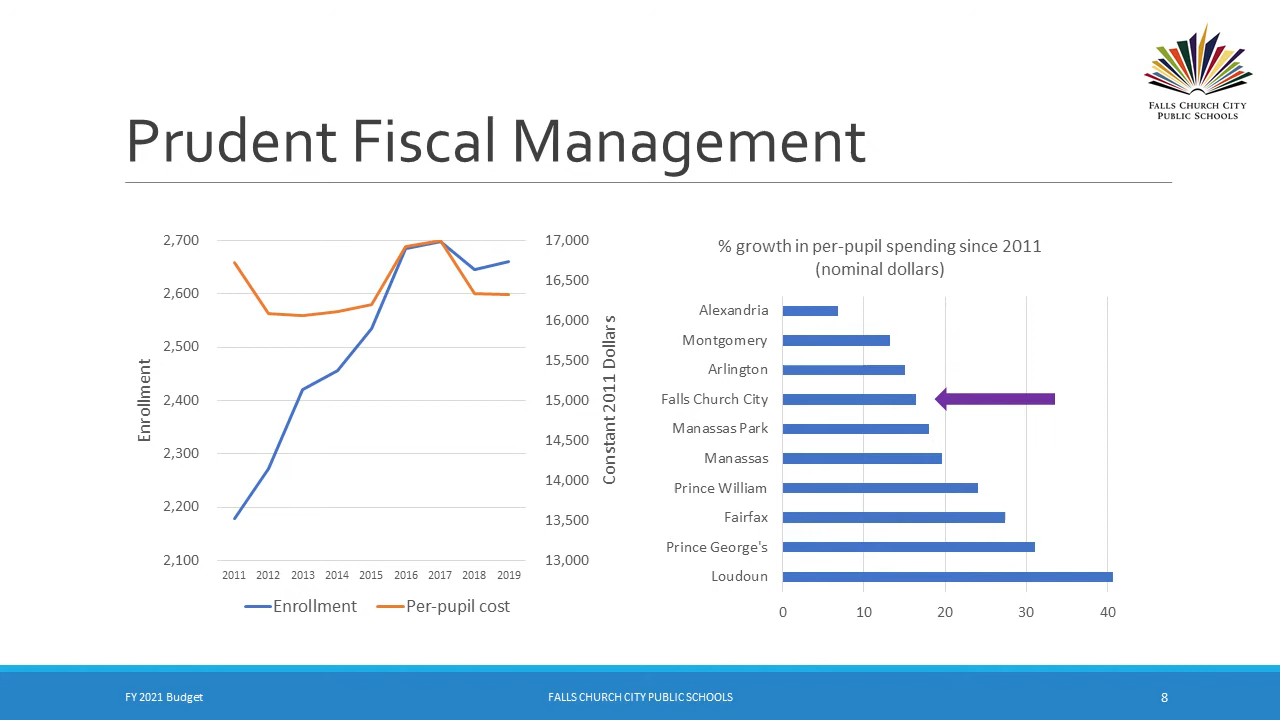 FALLS CHURCH CITY
PUBLIC SCHOOLS
Prudent Fiscal Management
2,700
2,600
2,500
2,400
2,300
2,200
2,100
Enrollment
17,000
16,500
16,000
15,500
15,000
14,500
14,000
13,500
13,000
Constant 2011 Dollars
2011 2012 2013 2014 2015 2016 2017 2018 2019
Enrollment Per-pupil cost
% growth in per-pupil spending since 2011
(nominal dollars)
Alexandria
Montgomery
Arlington
Falls Church City
Manassas Park
Manassas
Prince William
Fairfax
Prince George's
Loudoun
0 10 20 30 40
FY 2021 Budget FALLS CHURCH CITY PUBLIC SCHOOLS 8